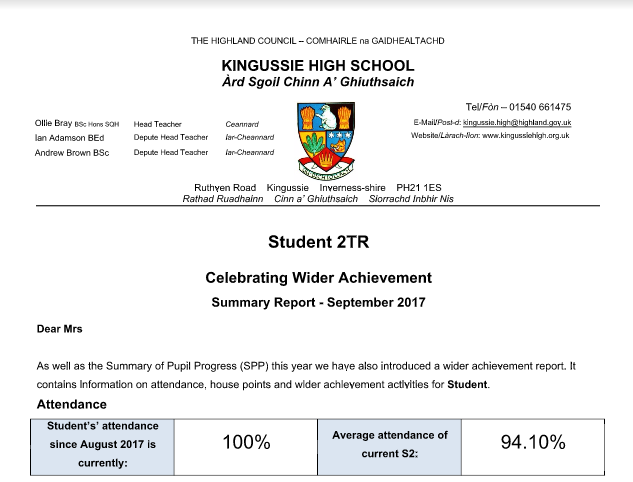 THE HIGHLAND COUNCIL – COMHAIRLE na GAIDHEALTACHD
KINGUSSIE HIGH SCHOOL
Àrd Sgoil Chinn A’ Ghiuthsaich
Tel/Fòn – 01540 661475
E-Mail/Post-d: kingussie.high@highland.gov.uk
Website/Làrach-lìon: www.kingussiehigh.org.uk
Ollie Bray BSc Hons SQH Head Teacher Ceannard
Ian Adamson BEd Depute Head Teacher Iar-Cheannard
Andrew Brown BSc Depute Head Teacher Iar-Cheannard
Ruthven Road Kingussie Inverness-shire PH21 1ES
Rathad Ruadhainn Cinn a’ Ghiuthsaich Siorrachd Inbhir Nis
Student 2TR
Celebrating Wider Achievement
Summary Report - September 2017
Dear Mrs
As well as the Summary of Pupil Progress (SPP) this year we have also introduced a wider achievement report. It
contains information on attendance, house points and wider achievement activities for Student.
Attendance
Student’s’ attendance
since August 2017 is
currently:
100%
Average attendance of
current S2:
94.10%